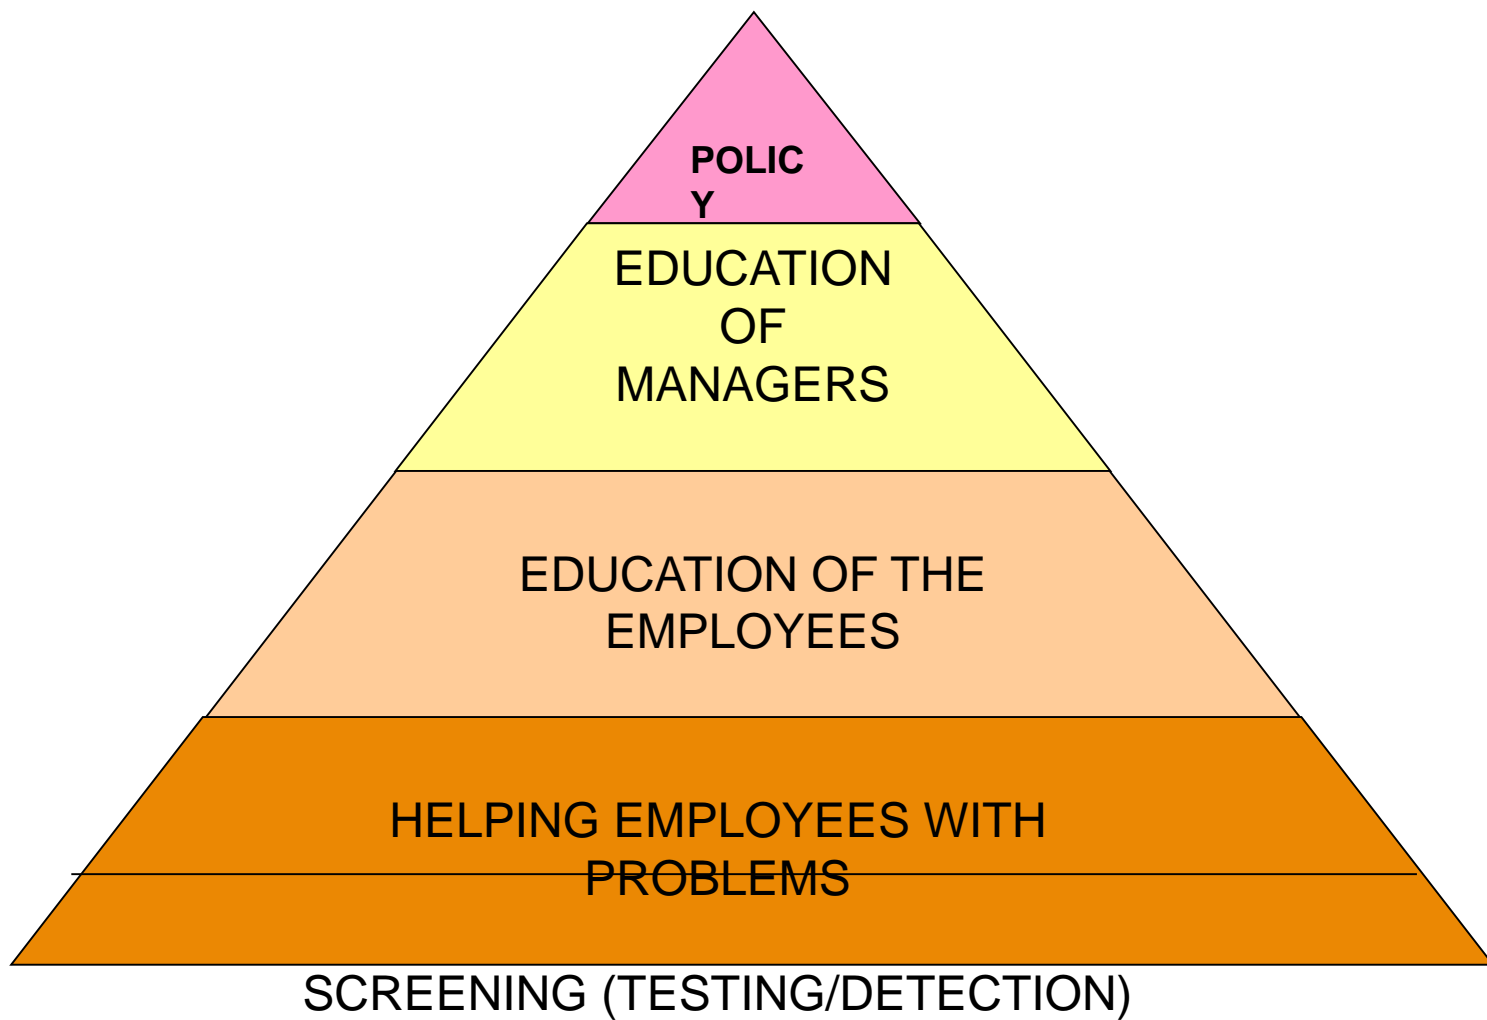 POLIC
Y
EDUCATION
OF
MANAGERS
EDUCATION OF THE
EMPLOYEES
HELPING EMPLOYEES WITH
PROBLEMS
SCREENING (TESTING/DETECTION)